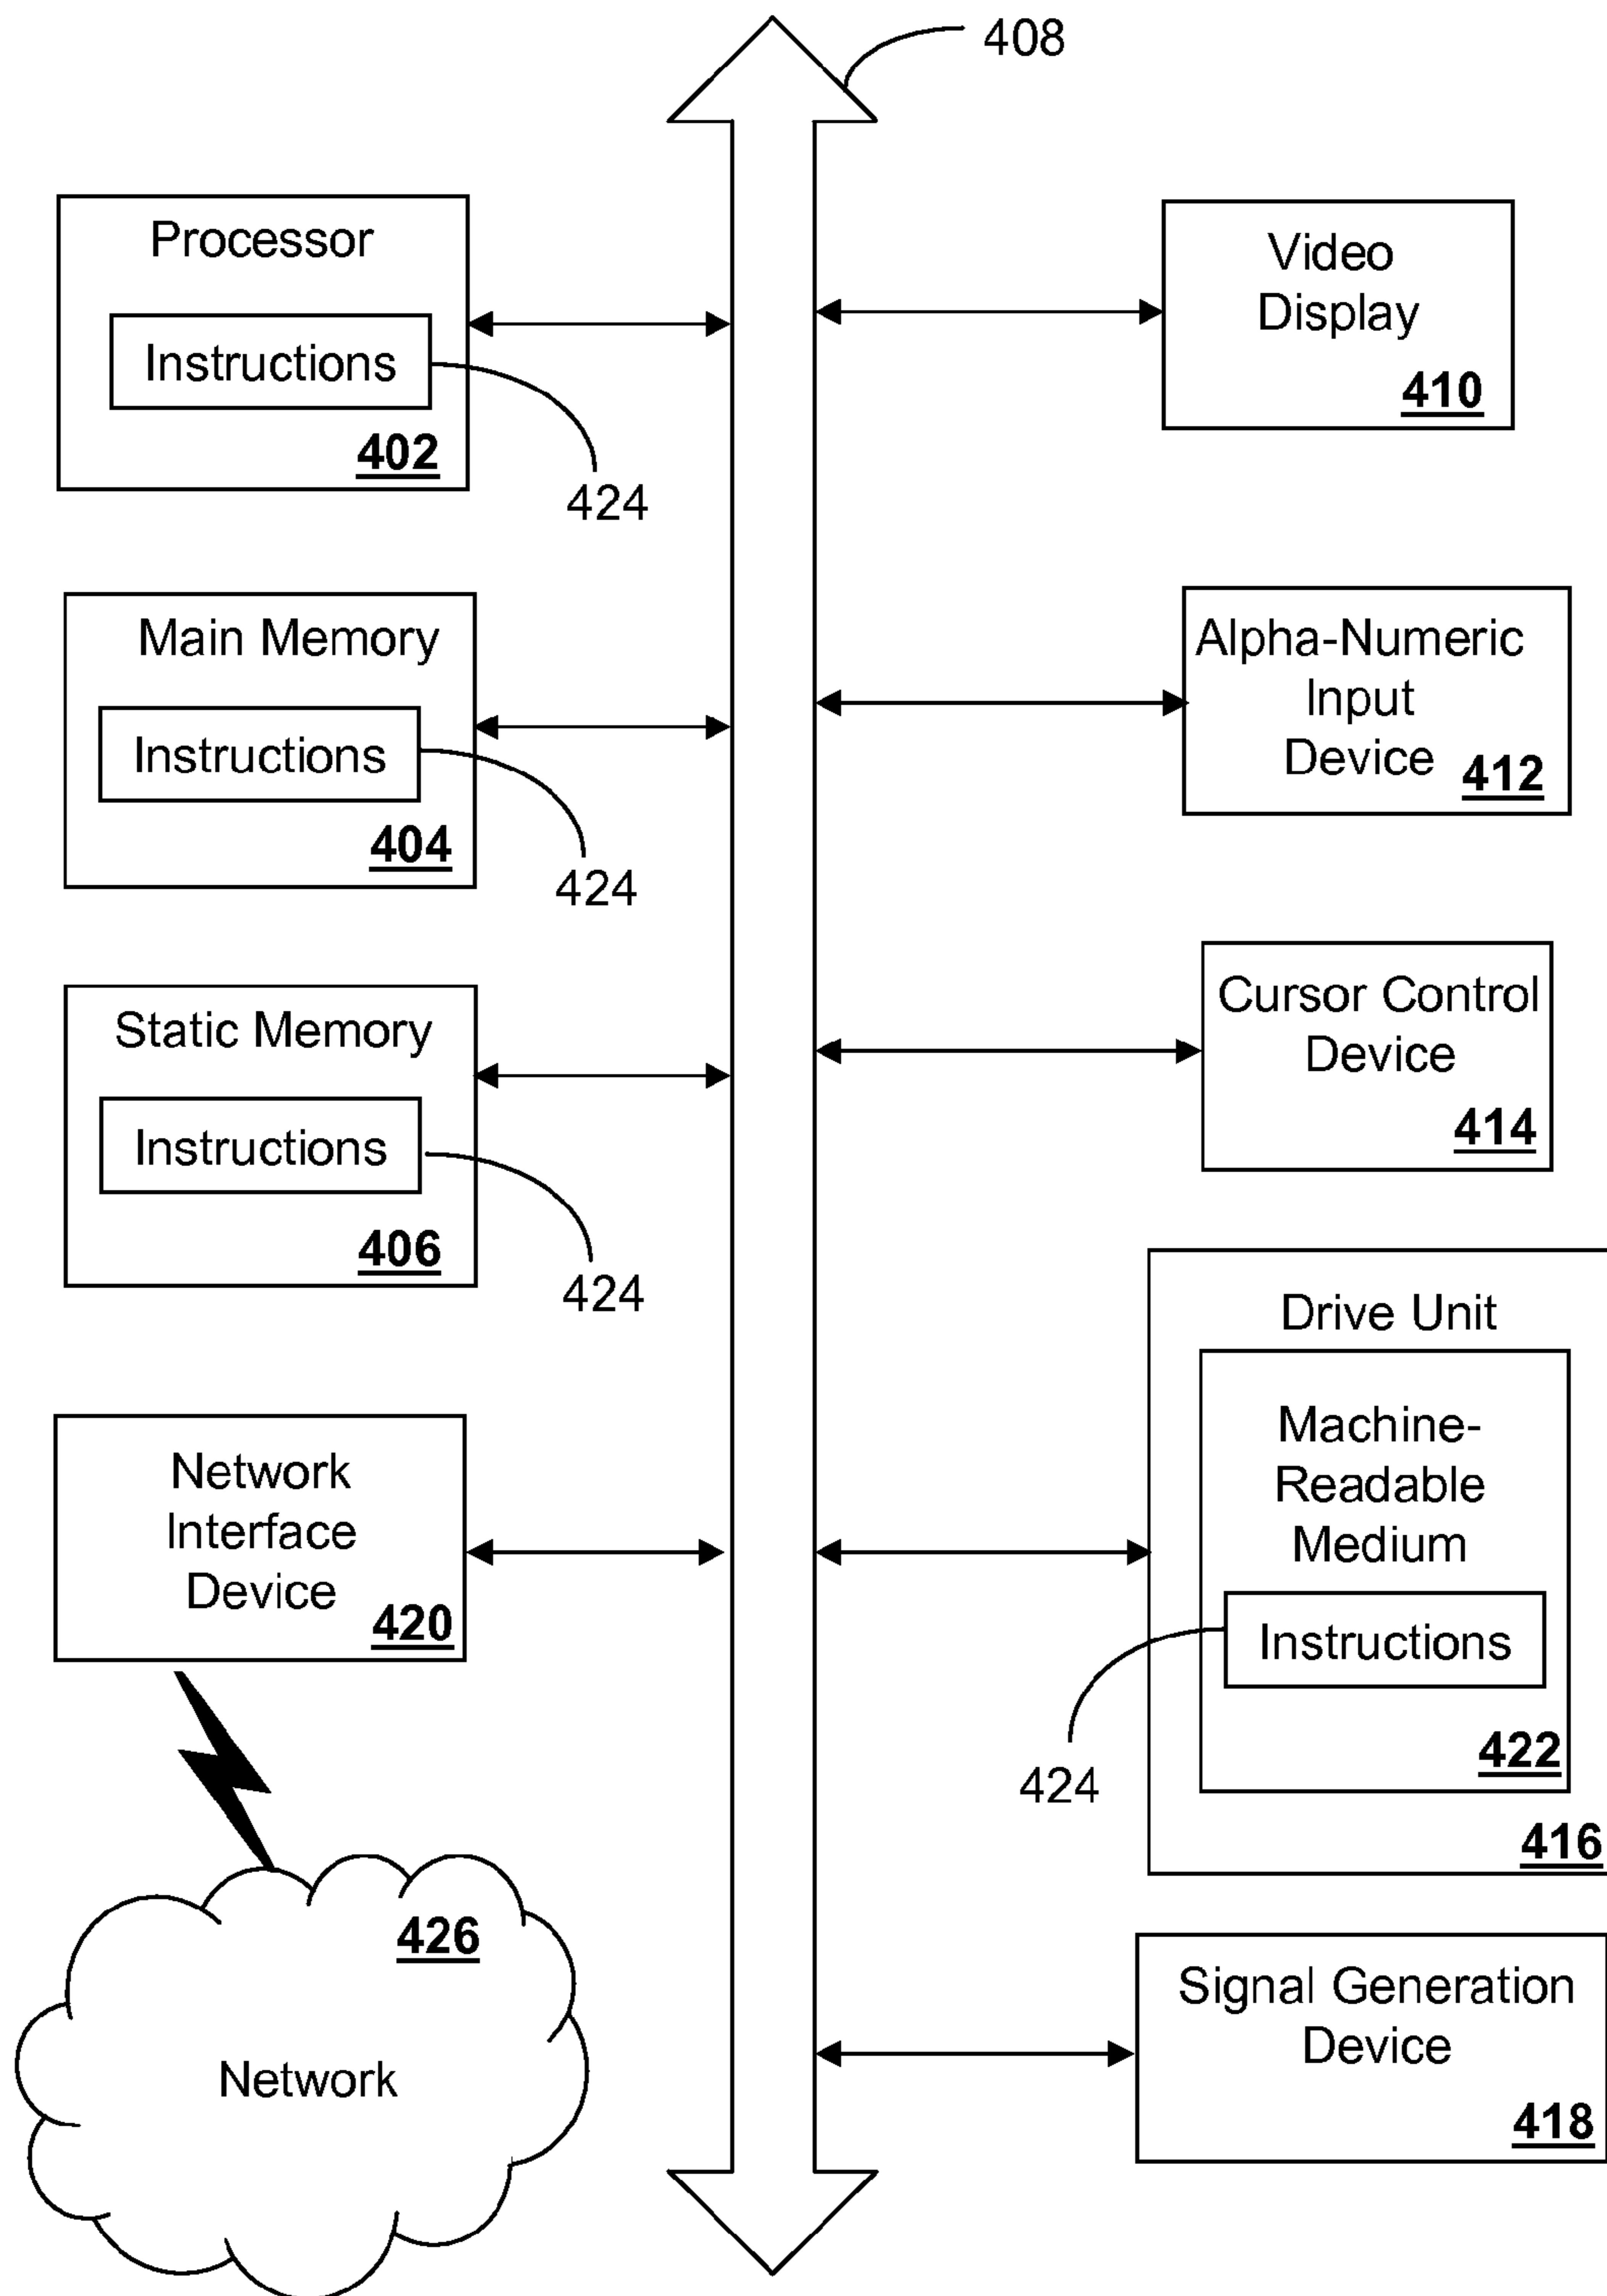 408
Processor
Instructions
402
424
Main Memory
Instructions
404
424
Static Memory
Instructions
406
424
Network
Interface
Device
420
426
Network
Video
Display
410
Alpha-Numeric
Input
Device
412
Cursor Control
Device
414
Drive Unit
Machine-
Readable
Medium
Instructions
422
424
416
Signal Generation
Device
418